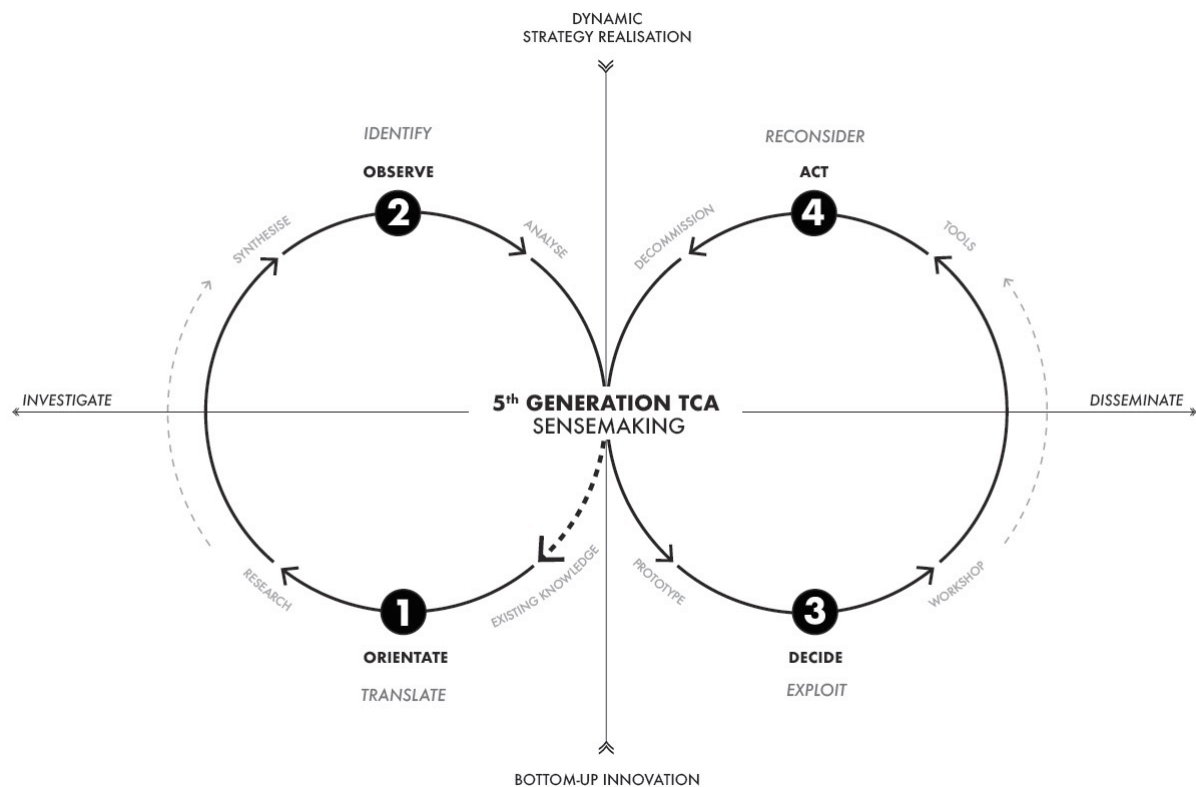 DYNAMIC
STRATEGY REALISATION
IDENTIFY
OBSERVE
2
SYNTHESISE
ANALYSE
RECONSIDER
ACT
4
DECOMMISSION
TOOLS
INVESTIGATE
5th GENERATION TCA
SENSEMAKING
DISSEMINATE
RESEARCH
1
EXISTING KNOWLEDGE
ORIENTATE
TRANSLATE
PROTOTYPE
3
WORKSHOP
DECIDE
EXPLOIT
BOTTOM-UP INNOVATION